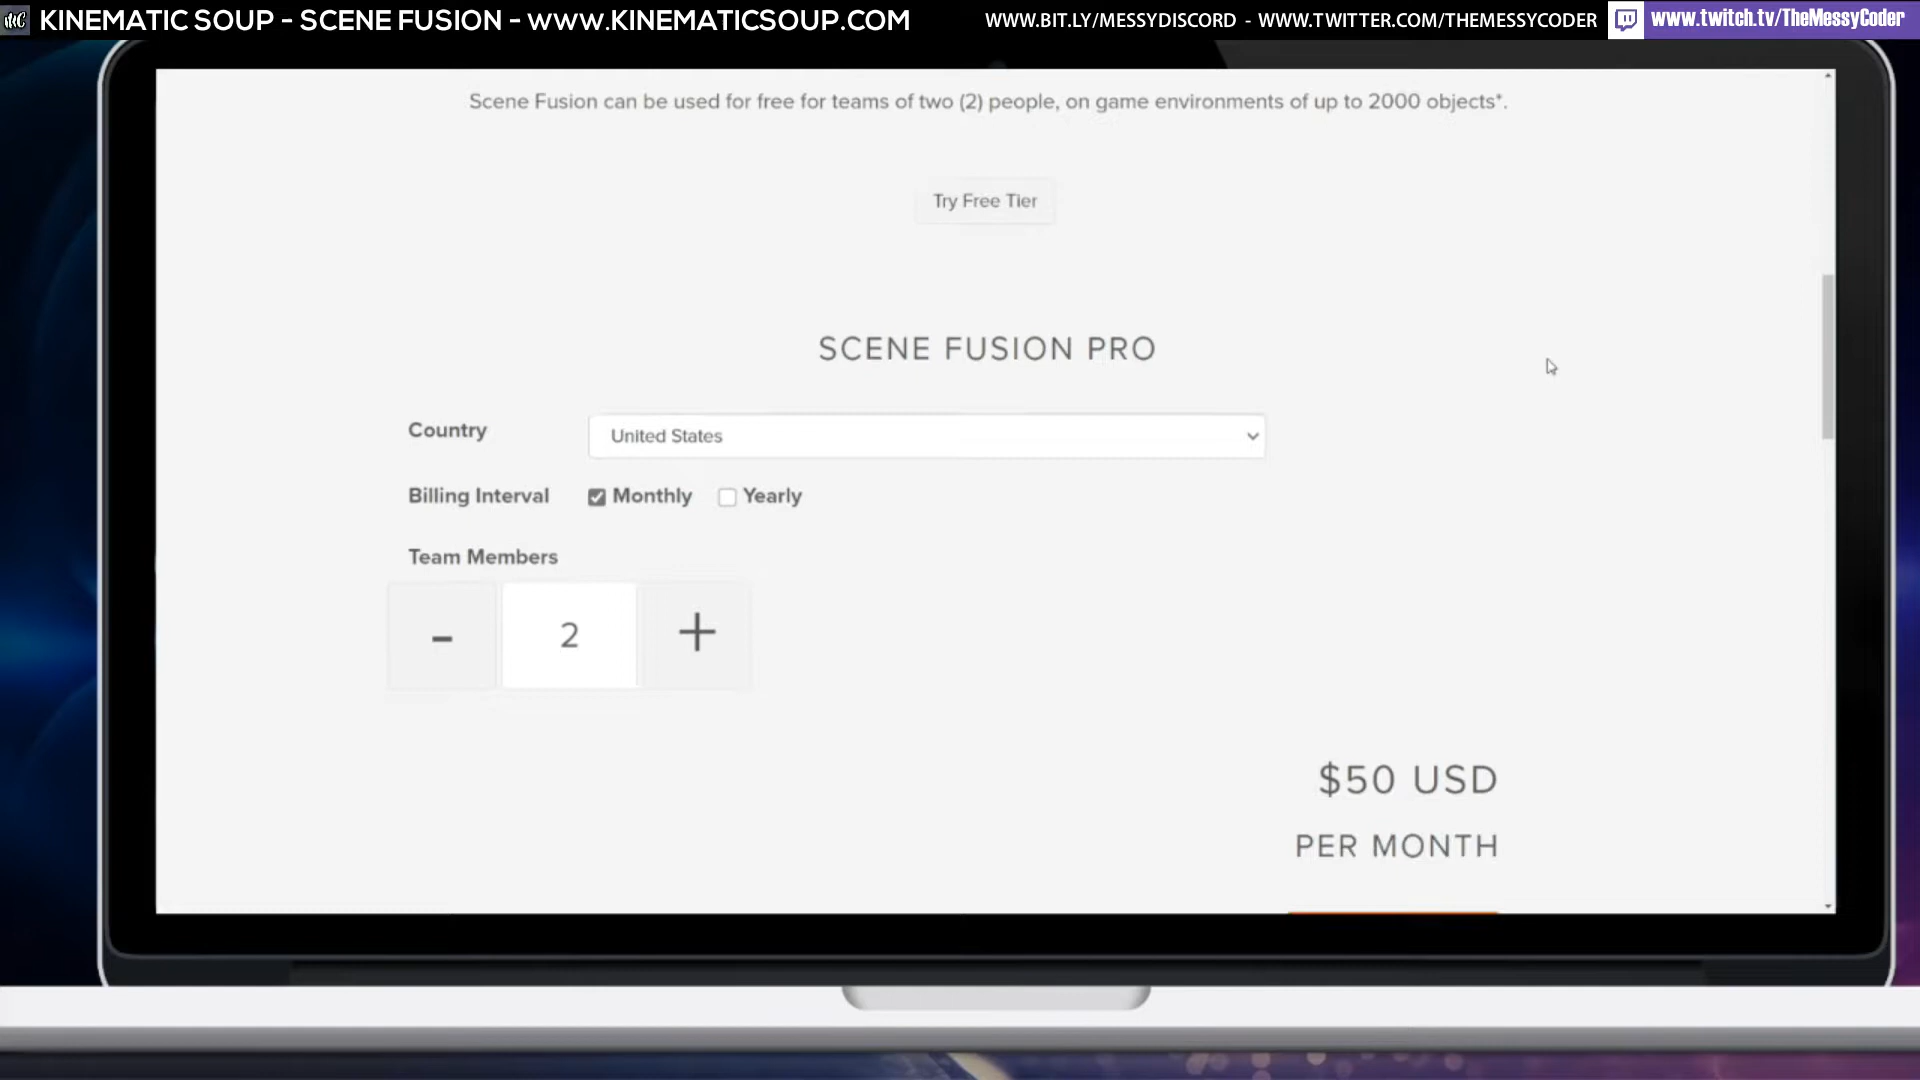 KINEMATIC SOUP - SCENE FUSION - www.KINEMATICSOUP.COM
WWW.BIT.LY/MESSYDISCORD - WWW.TWITTER.COM/THEMESSYCODER
www.twitch.tv/TheMessyCoder
Scene Fusion can be used for free for teams of two (2) people, on game environments of up to 2000 objects*.
Try Free Tier
SCENE FUSION PRO
Country
United States
Billing Interval
Monthly
Yearly
Team Members
- 2 +
$50 USD
PER MONTH